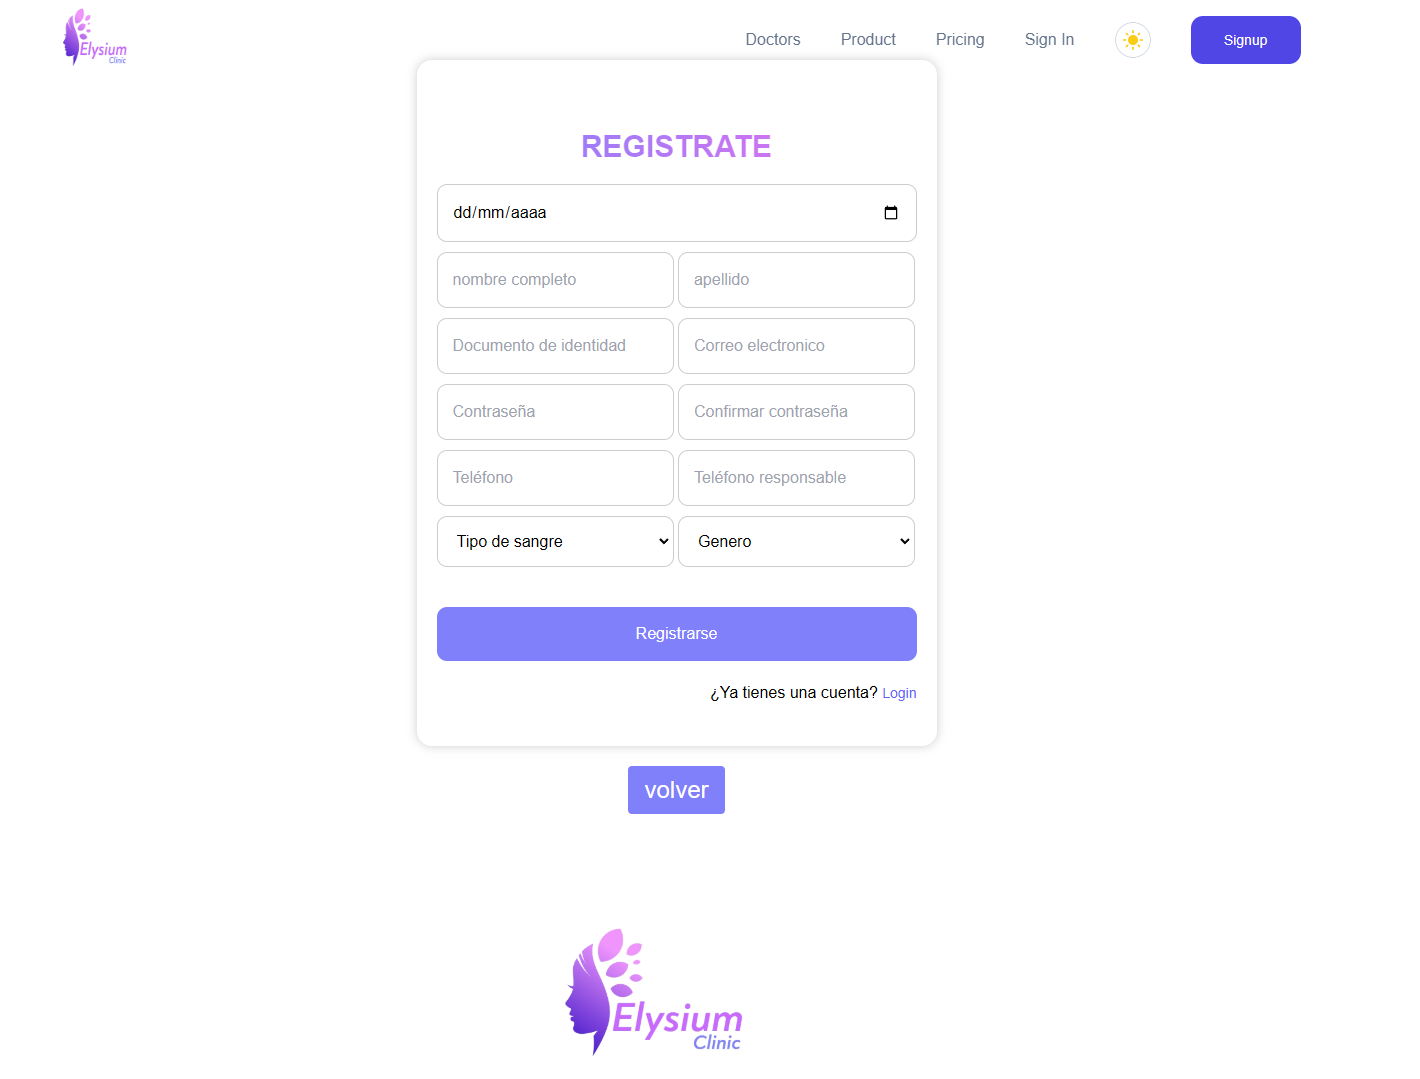 Elysium
Clinic
Doctors
Product
Pricing
Sign In
Signup
REGISTRATE
dd/mm/aaaa
nombre completo
apellido
Documento de identidad
Correo electronico
Contraseña
Confirmar contraseña
Teléfono
Teléfono responsable
Tipo de sangre
Genero
Registrarse
¿Ya tienes una cuenta? Login
volver
Elysium
Clinic